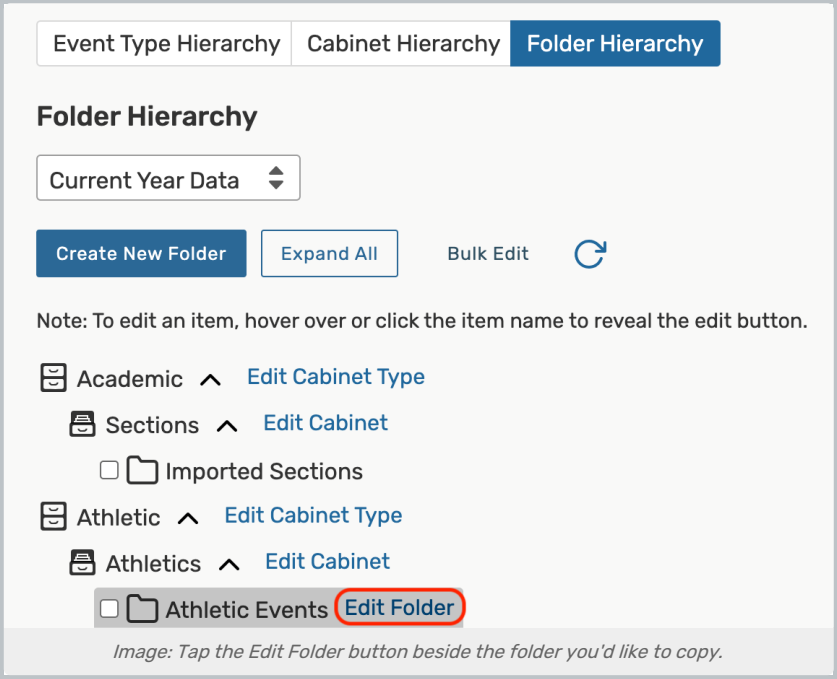 Event Type Hierarchy Cabinet Hierarchy Folder Hierarchy
Folder Hierarchy
Current Year Data
Create New Folder Expand All Bulk Edit
Note: To edit an item, hover over or click the item name to reveal the edit button.
Academic Edit Cabinet Type
Sections Edit Cabinet
Imported Sections
Athletic Edit Cabinet Type
Athletics Edit Cabinet
Athletic Events Edit Folder
Image: Tap the Edit Folder button beside the folder you'd like to copy.